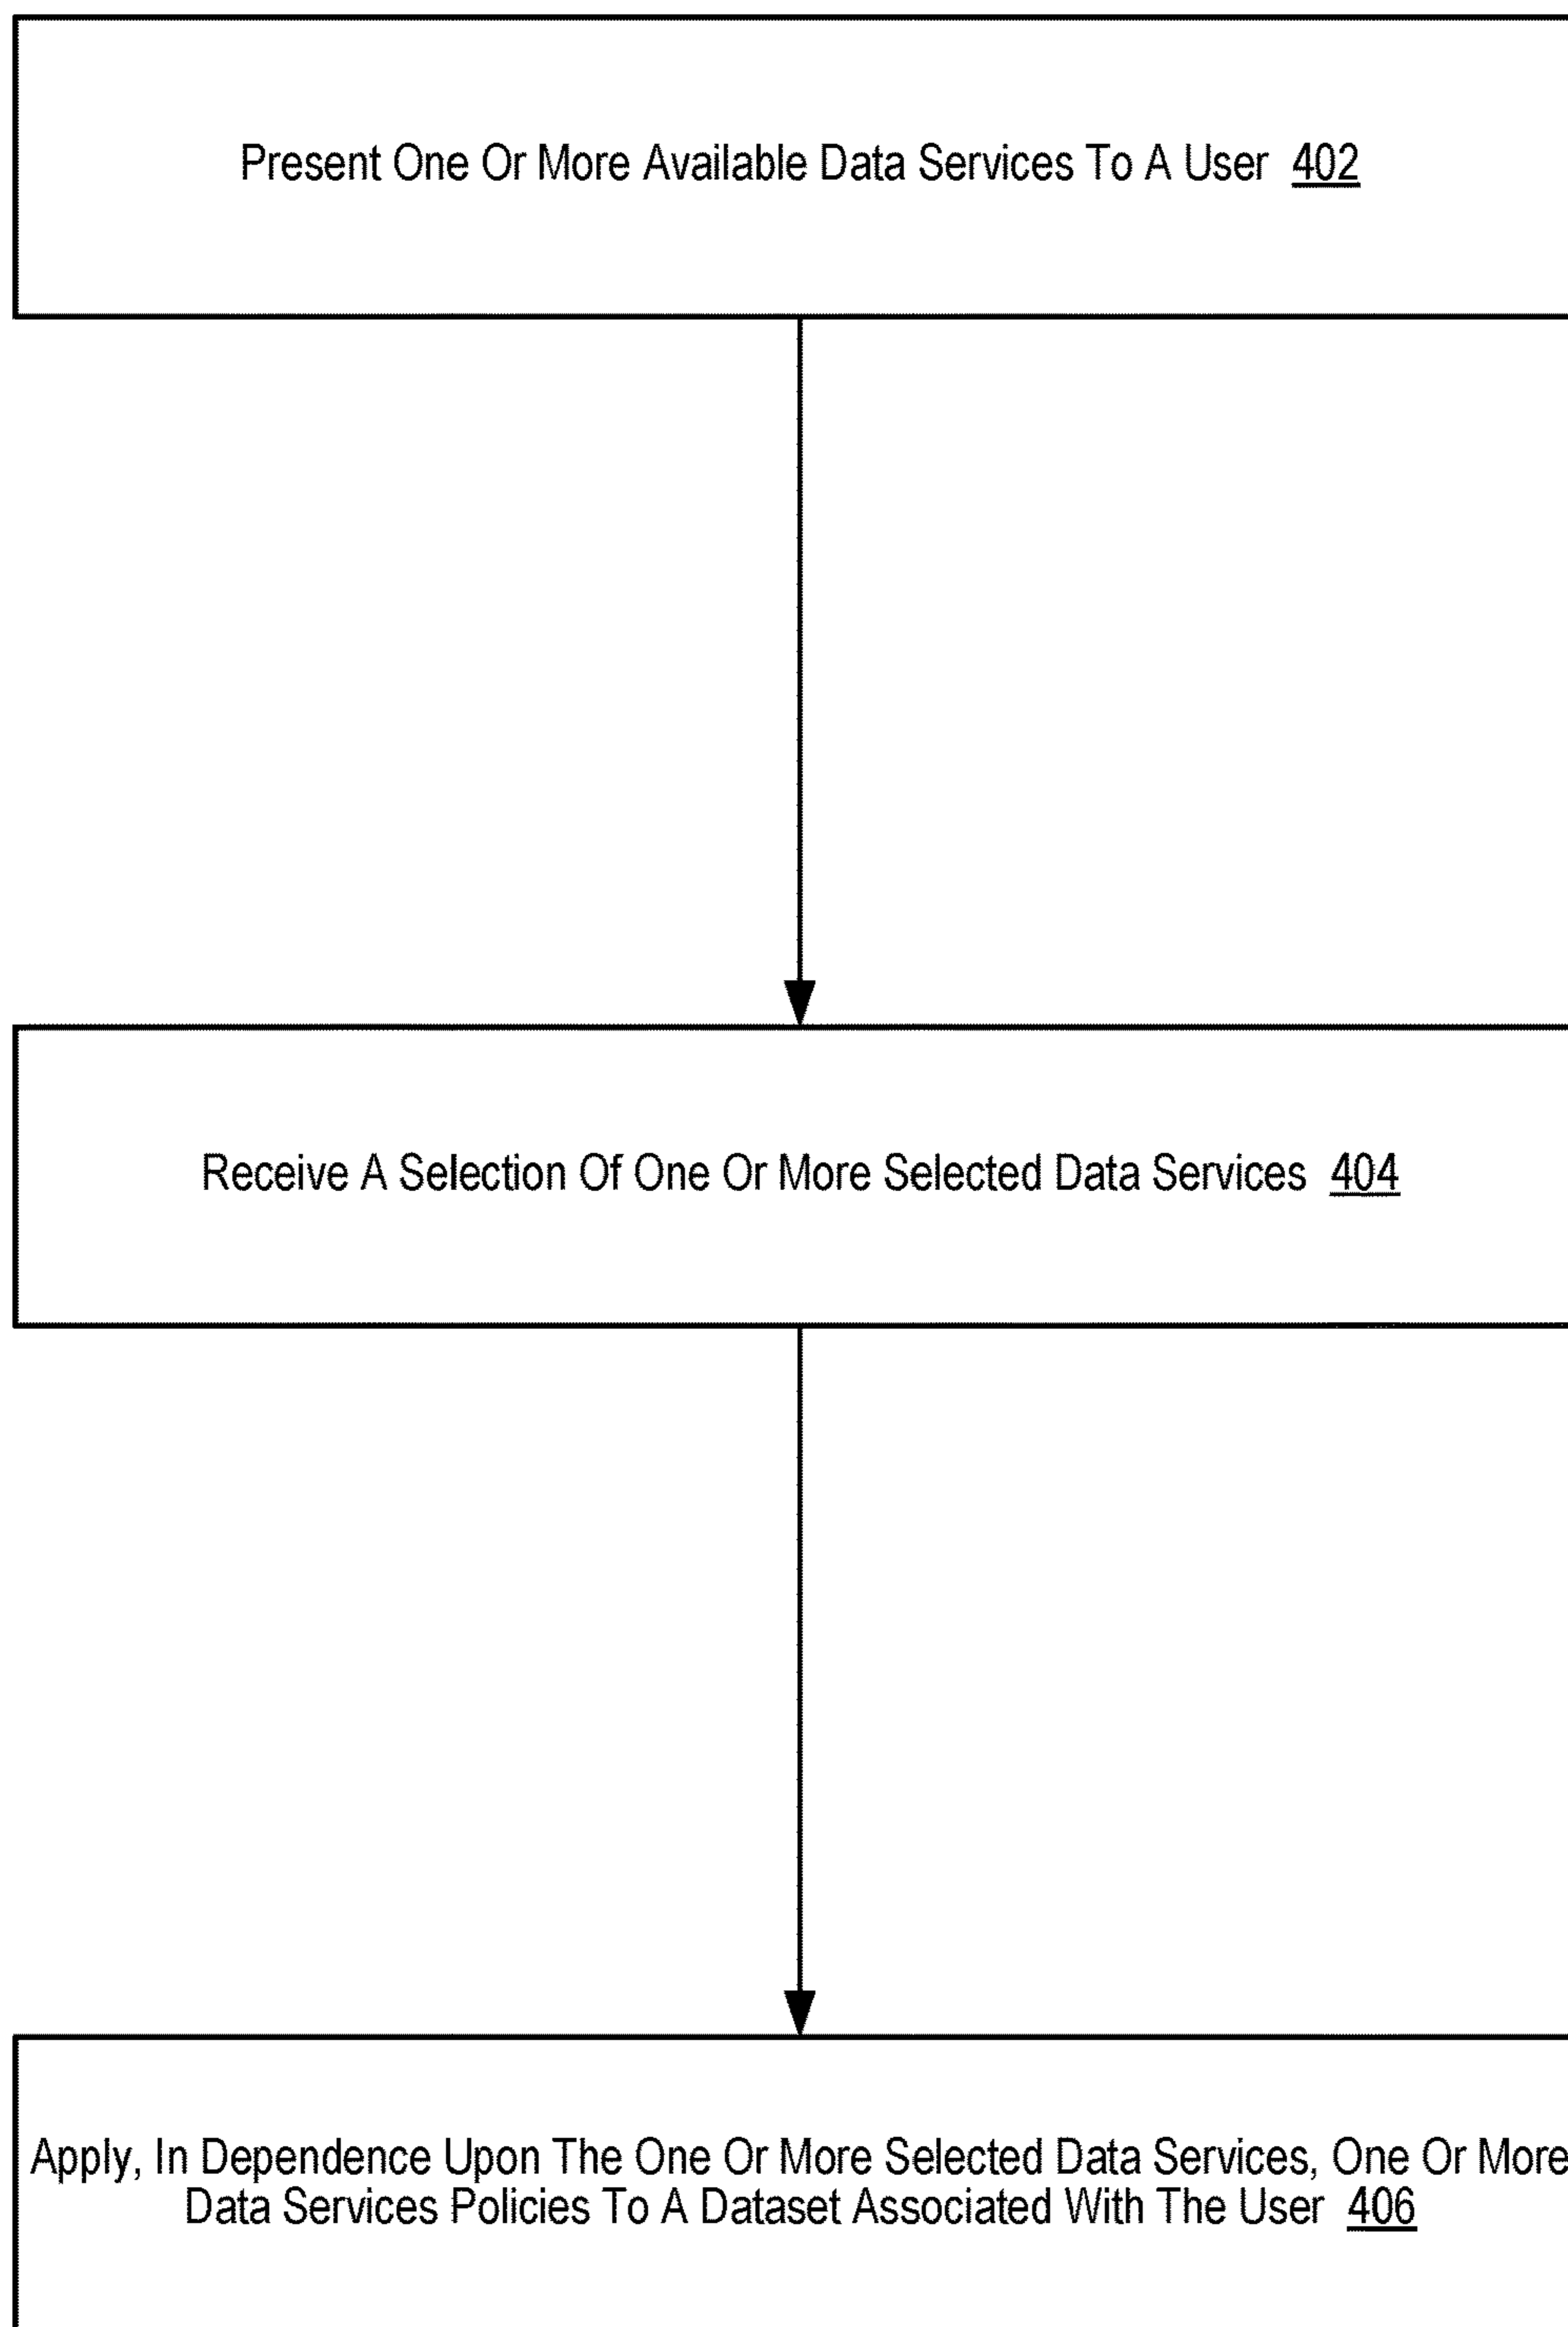 Present One Or More Available Data Services To A User 402
Receive A Selection Of One Or More Selected Data Services 404
Apply, In Dependence Upon The One Or More Selected Data Services, One Or More
Data Services Policies To A Dataset Associated With The User 406